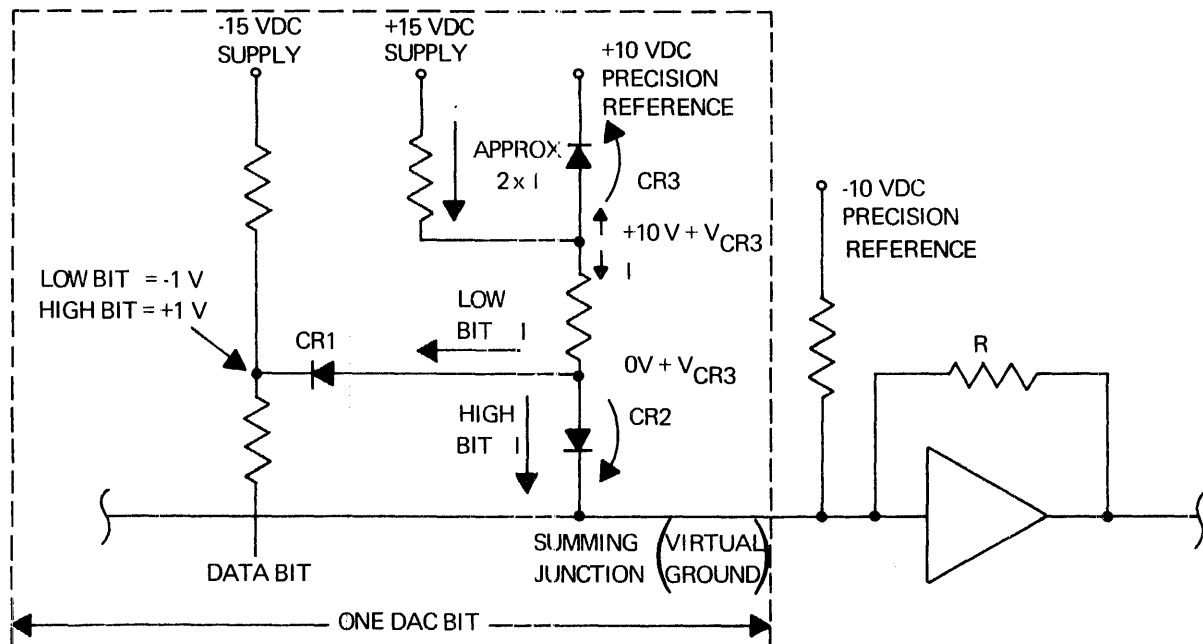 -15 VDC
SUPPLY
+15 VDC
SUPPLY
+10 VDC
PRECISION
REFERENCE
APPROX
2 x I
CR3
+10 V + VCR3
I
-10 VDC
PRECISION
REFERENCE
LOW BIT = -1 V
HIGH BIT = +1 V
CR1
LOW
BIT I
0V + VCR3
HIGH
BIT I
CR2
R
DATA BIT
SUMMING
JUNCTION
(VIRTUAL
GROUND)
ONE DAC BIT